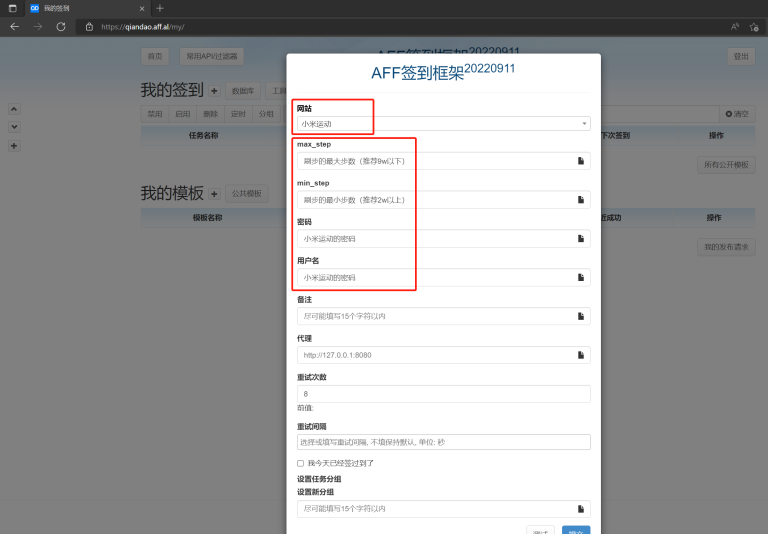 我的签到
https://qiandao.aff.al/my/
AFF签到框架20220911
首页
常用API/过滤器
登出
我的签到
数据库
禁用
启用
删除
定时
分组
清空
任务名称
下次签到
操作
所有公开模板
我的模板
公共模板
模板名称
近成功
操作
我的发布请求
AFF签到框架20220911
网站
小米运动
max_step
刷步的最大步数（推荐9w以下）
min_step
刷步的最小步数（推荐2w以上）
密码
小米运动的密码
用户名
小米运动的密码
备注
尽可能填写15个字符以内
代理
http://127.0.0.1:8080
重试次数
8
前值:
重试间隔
选择或填写重试间隔, 不填保持默认, 单位: 秒
我今天已经签过到了
设置任务分组
设置新分组
尽可能填写15个字符以内
测试
提交